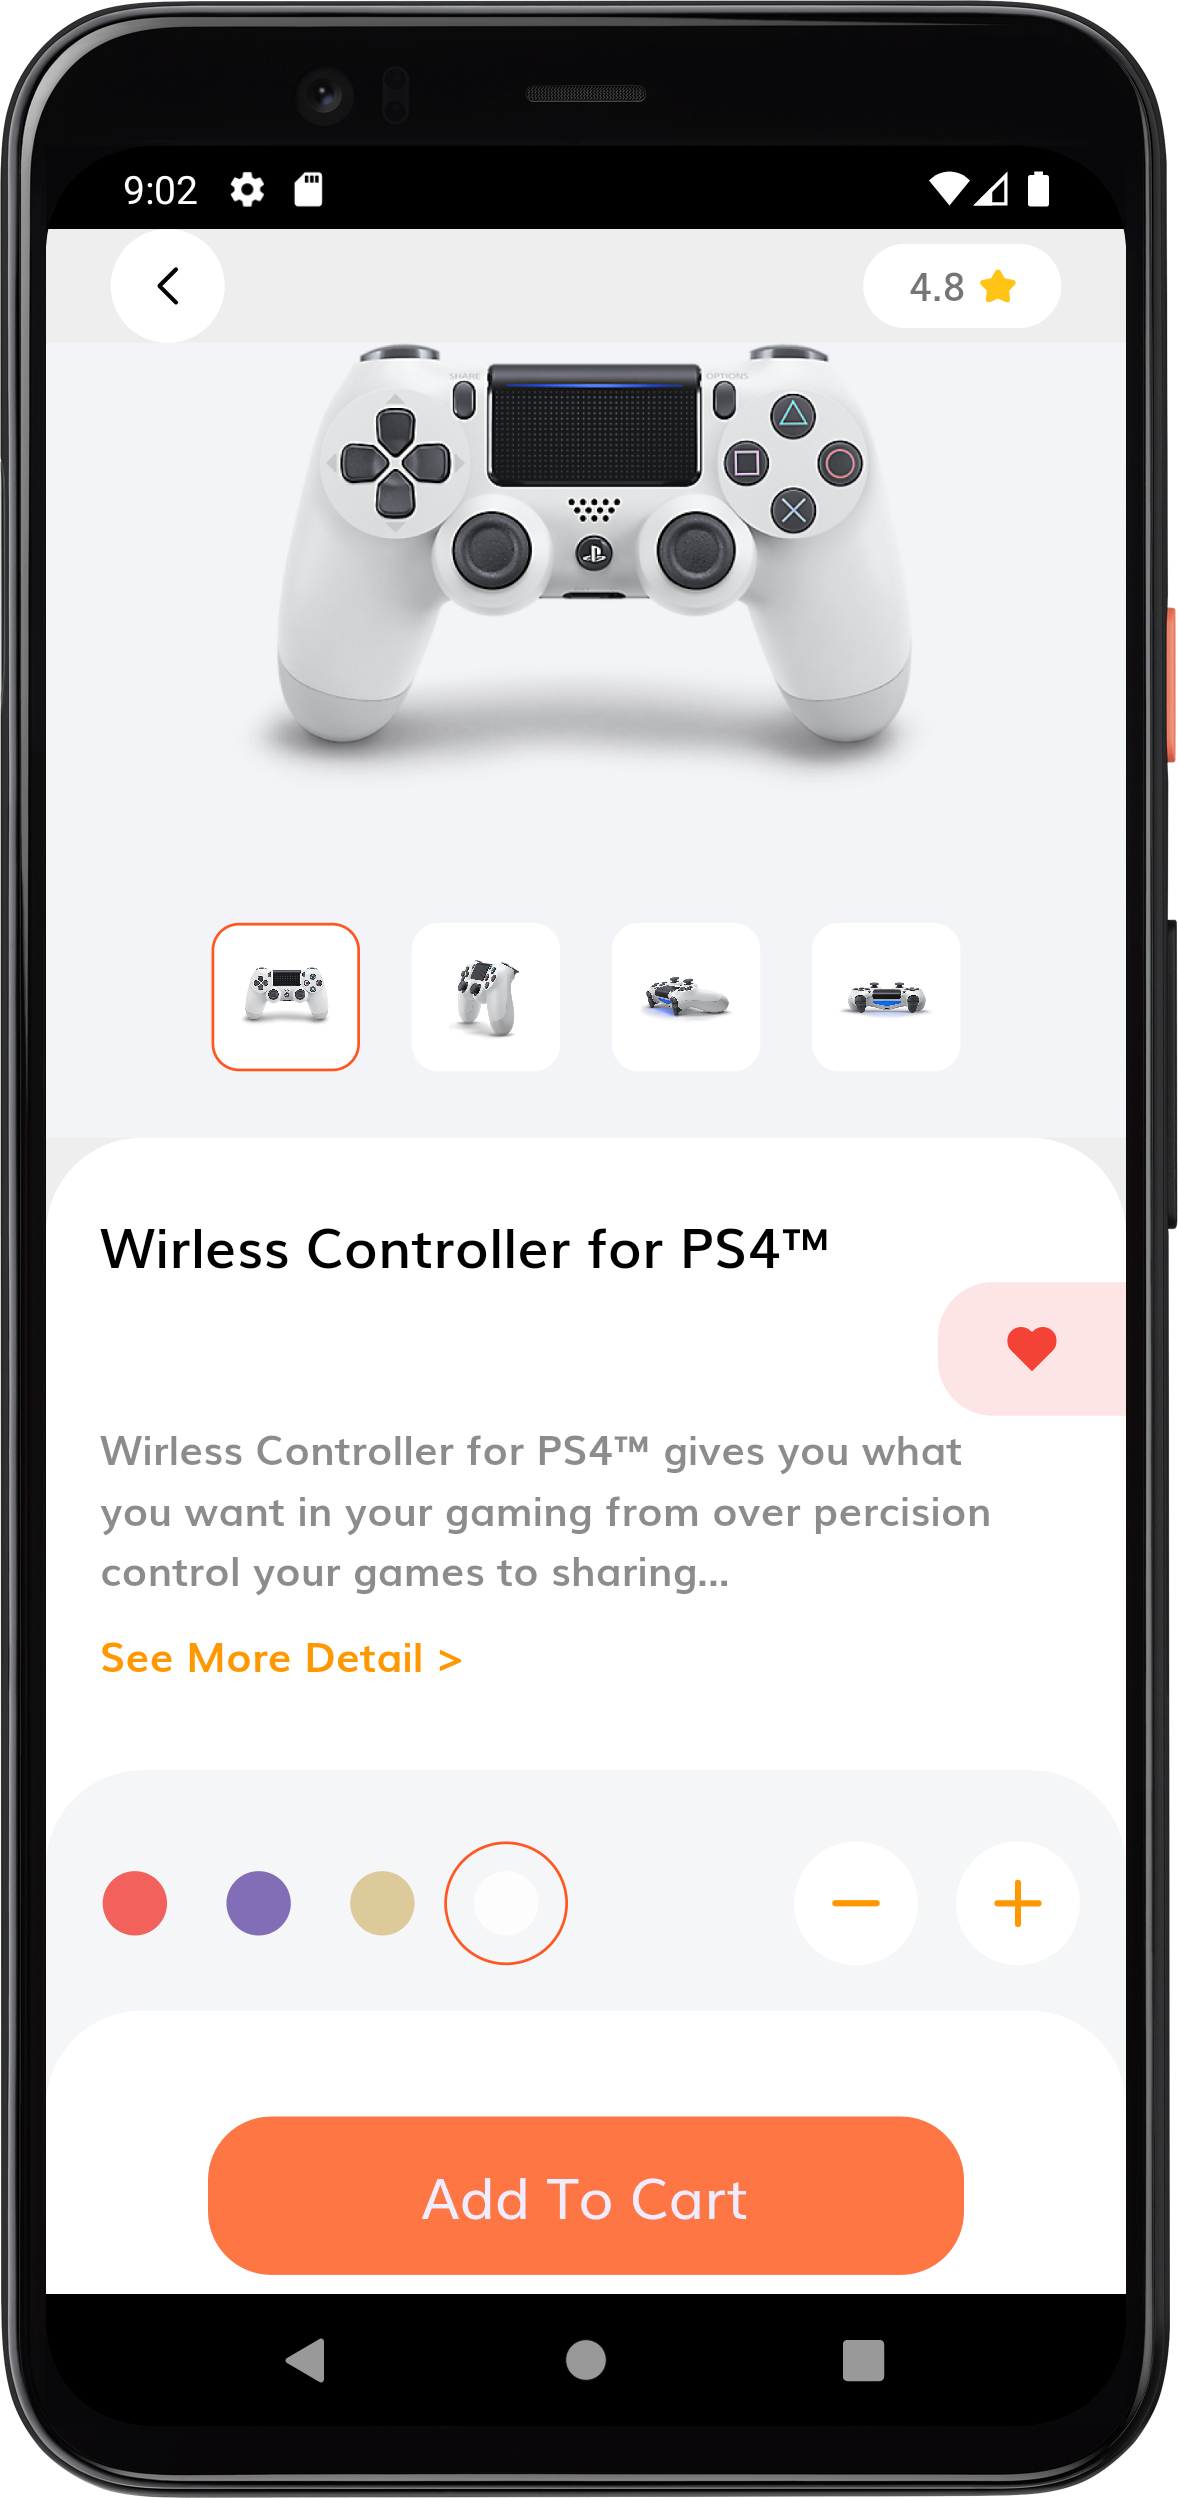 9:02
4.8
SHARE
OPTIONS
Wirless Controller for PS4™
Wirless Controller for PS4™ gives you what
you want in your gaming from over percision
control your games to sharing...
See More Detail >
Add To Cart